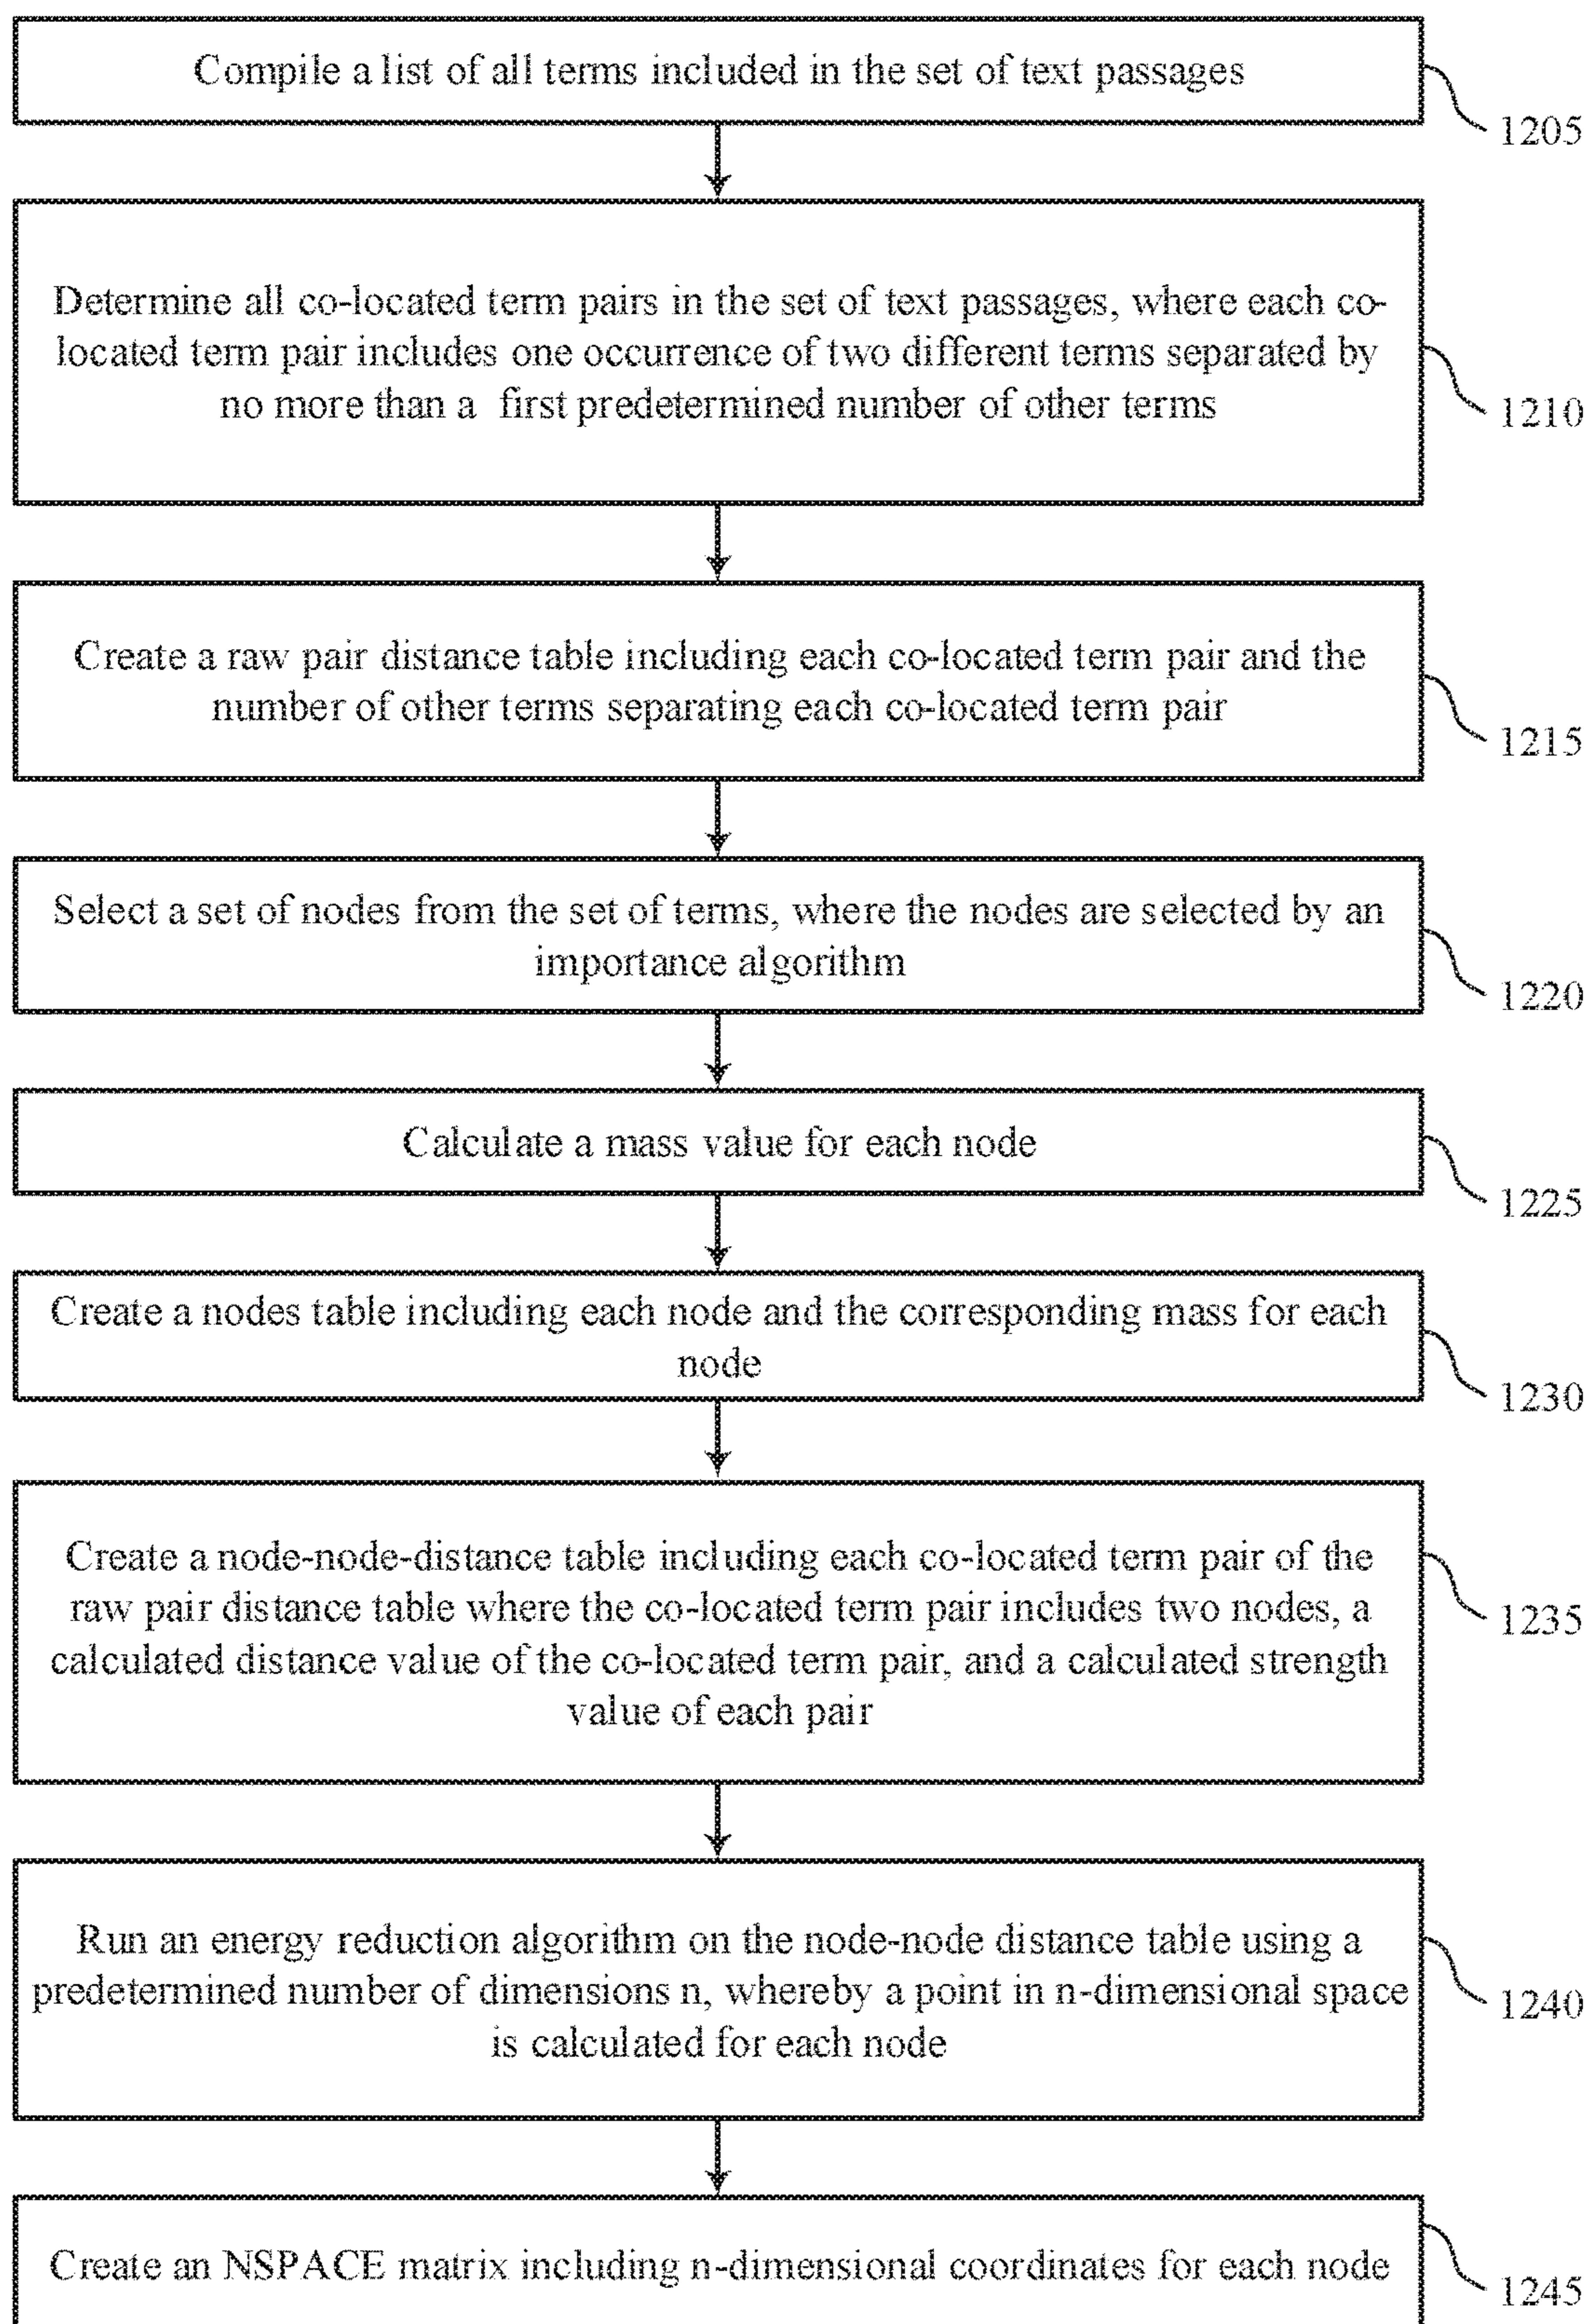 Compile a list of all terms included in the set of text passages
1205
Determine all co-located term pairs in the set of text passages, where each co-
located term pair includes one occurrence of two different terms separated by
no more than a first predetermined number of other terms
1210
Create a raw pair distance table including each co-located term pair and the
number of other terms separating each co-located term pair
1215
Select a set of nodes from the set of terms, where the nodes are selected by an
importance algorithm
1220
Calculate a mass value for each node
1225
Create a nodes table including each node and the corresponding mass for each
node
1230
Create a node-node-distance table including each co-located term pair of the
raw pair distance table where the co-located term pair includes two nodes, a
calculated distance value of the co-located term pair, and a calculated strength
value of each pair
1235
Run an energy reduction algorithm on the node-node distance table using a
predetermined number of dimensions n, whereby a point in n-dimensional space
is calculated for each node
1240
Create an NSPACE matrix including n-dimensional coordinates for each node
1245